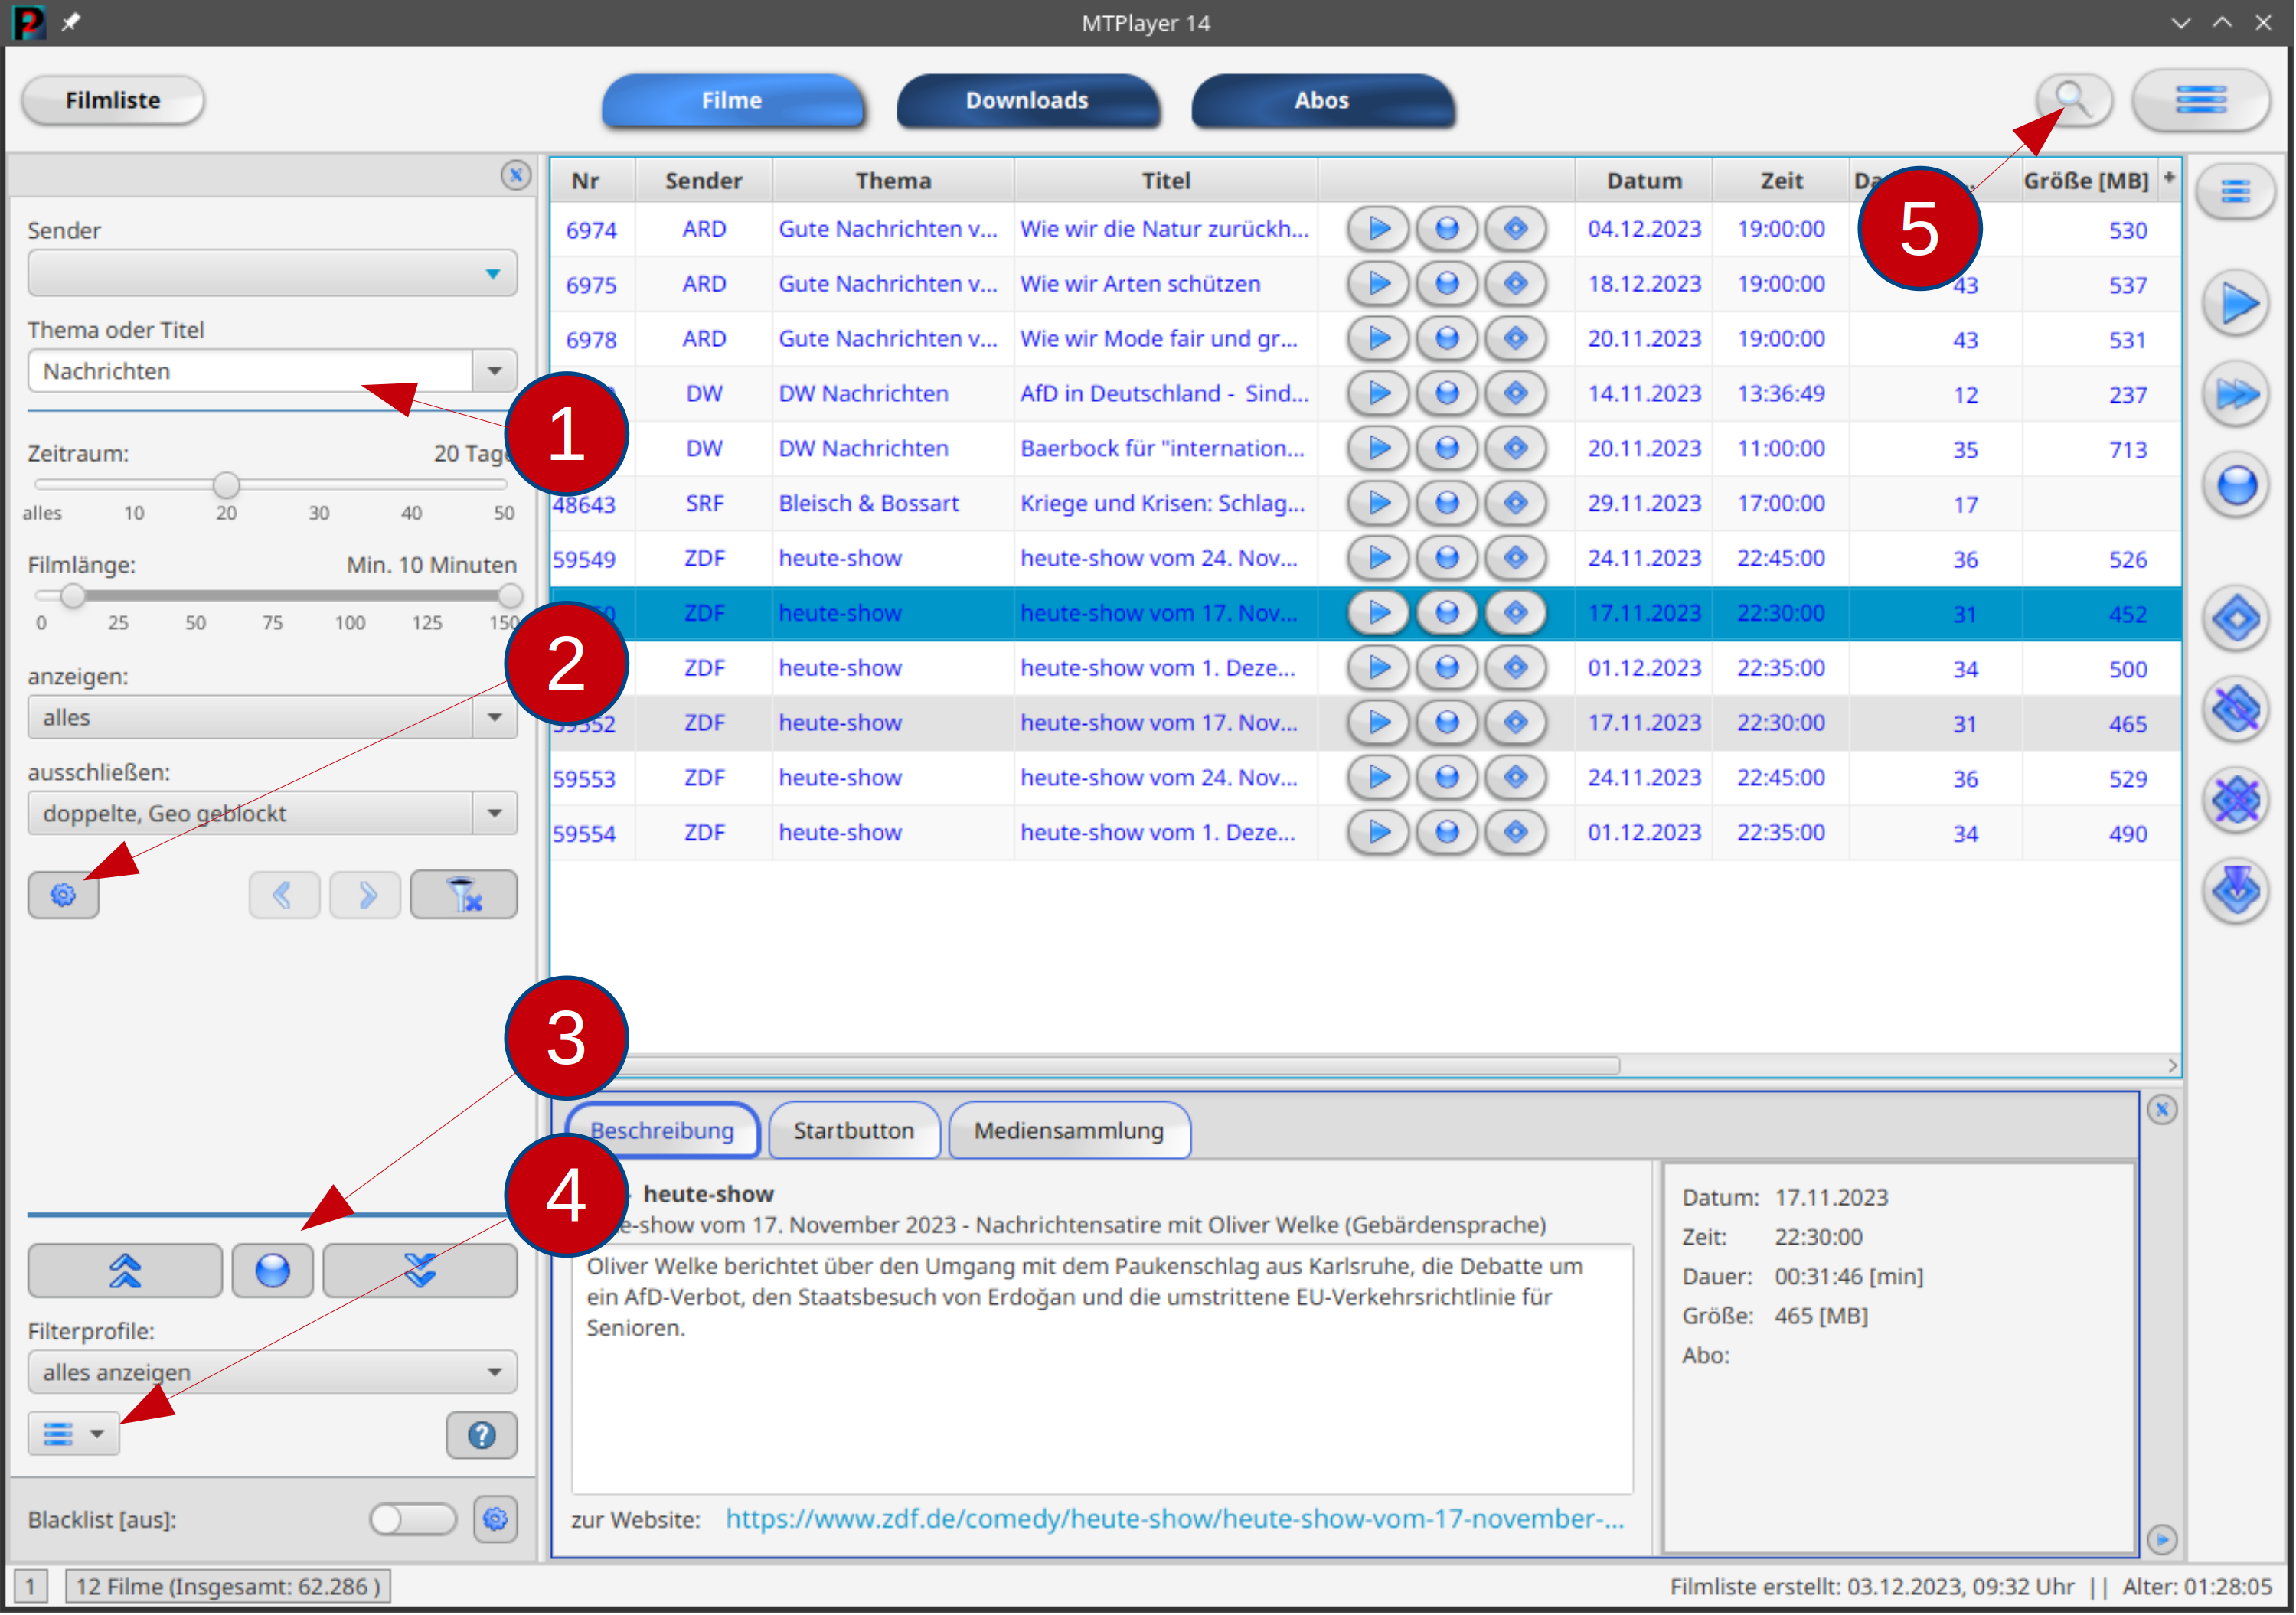 MTPlayer 14
Filmliste
Filme
Downloads
Abos
Sender
Thema oder Titel
Nachrichten
Zeitraum:
alles 10 20 30 40 50
Filmlänge: Min. 10 Minuten
0 25 50 75 100 125 150
anzeigen:
alles
ausschließen:
doppelte, Geo geblockt
Filterprofile:
alles anzeigen
Blacklist [aus]:
1
2
3
4
5
Nr Sender Thema Titel Datum Zeit Größe [MB] +
6974 ARD Gute Nachrichten v... Wie wir die Natur zurückh... 04.12.2023 19:00:00 530
6975 ARD Gute Nachrichten v... Wie wir Arten schützen 18.12.2023 19:00:00 43 537
6978 ARD Gute Nachrichten v... Wie wir Mode fair und gr... 20.11.2023 19:00:00 43 531
DW DW Nachrichten AfD in Deutschland - Sind... 14.11.2023 13:36:49 12 237
DW DW Nachrichten Baerbock für "internation... 20.11.2023 11:00:00 35 713
48643 SRF Bleisch & Bossart Kriege und Krisen: Schlag... 29.11.2023 17:00:00 17
59549 ZDF heute-show heute-show vom 24. Nov... 24.11.2023 22:45:00 36 526
ZDF heute-show heute-show vom 17. Nov... 17.11.2023 22:30:00 31 452
ZDF heute-show heute-show vom 1. Deze... 01.12.2023 22:35:00 34 500
ZDF heute-show heute-show vom 17. Nov... 17.11.2023 22:30:00 31 465
59553 ZDF heute-show heute-show vom 24. Nov... 24.11.2023 22:45:00 36 529
59554 ZDF heute-show heute-show vom 1. Deze... 01.12.2023 22:35:00 34 490
Beschreibung Startbutton Mediensammlung
heute-show
e-show vom 17. November 2023 - Nachrichtensatire mit Oliver Welke (Gebärdensprache)
Oliver Welke berichtet über den Umgang mit dem Paukenschlag aus Karlsruhe, die Debatte um
ein AfD-Verbot, den Staatsbesuch von Erdoğan und die umstrittene EU-Verkehrsrichtlinie für
Senioren.
zur Website: https://www.zdf.de/comedy/heute-show/heute-show-vom-17-november-...
Datum: 17.11.2023
Zeit: 22:30:00
Dauer: 00:31:46 [min]
Größe: 465 [MB]
Abo:
1 12 Filme (Insgesamt: 62.286 )
Filmliste erstellt: 03.12.2023, 09:32 Uhr || Alter: 01:28:05